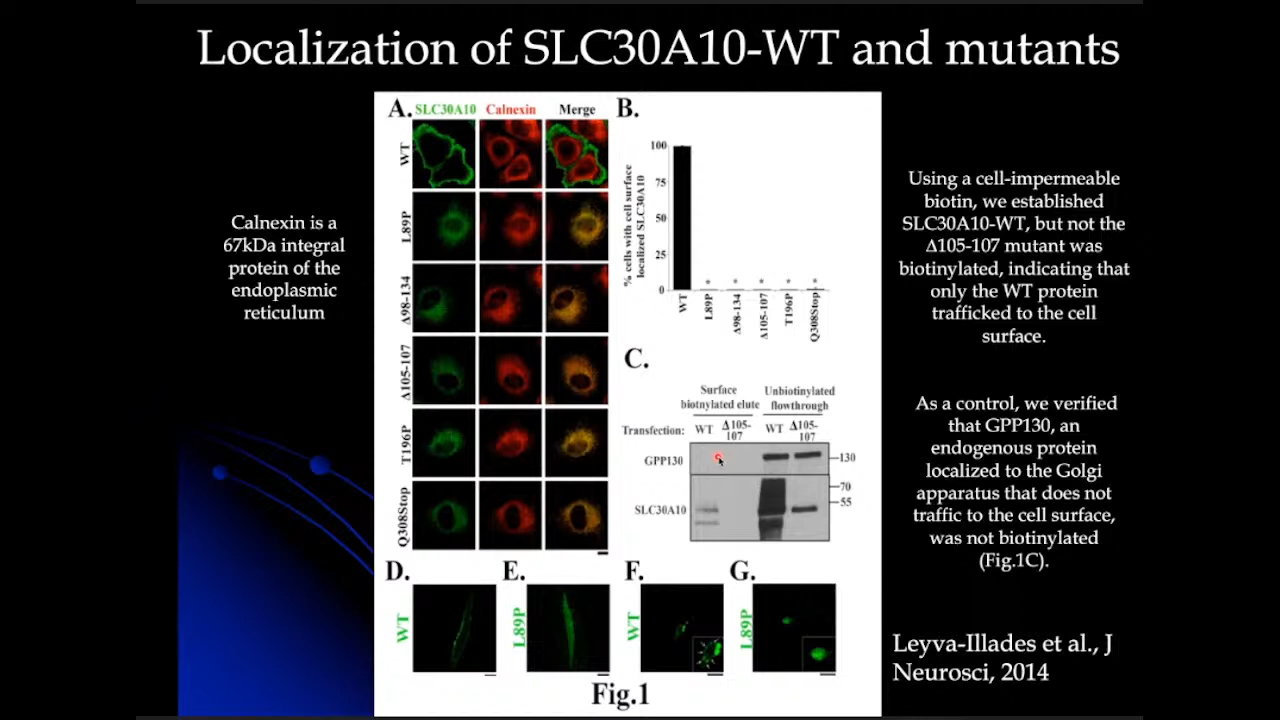 Localization of SLC30A10-WT and mutants
Calnexin is a
67kDa integral
protein of the
endoplasmic
reticulum
A.
SLC30A10
Calnexin
Merge
WT
L89P
Δ98-134
Δ105-107
T196P
Q308Stop
B.
% cells with cell surface
localized SLC30A10
100
75
50
25
0
* * * * *
WT
L89P
Δ98-134
Δ105-107
T196P
Q308Stop
C.
Surface
biotnylated elute
Unbiotinylated
flowthrough
Transfection: WT Δ105-
107
WT Δ105-
107
GPP130
130
70
55
SLC30A10
D.
WT
E.
L89P
F.
WT
G.
L89P
Fig.1
Using a cell-impermeable
biotin, we established
SLC30A10-WT, but not the
Δ105-107 mutant was
biotinylated, indicating that
only the WT protein
trafficked to the cell
surface.
As a control, we verified
that GPP130, an
endogenous protein
localized to the Golgi
apparatus that does not
traffic to the cell surface,
was not biotinylated
(Fig.1C).
Leyva-Illades et al., J
Neurosci, 2014